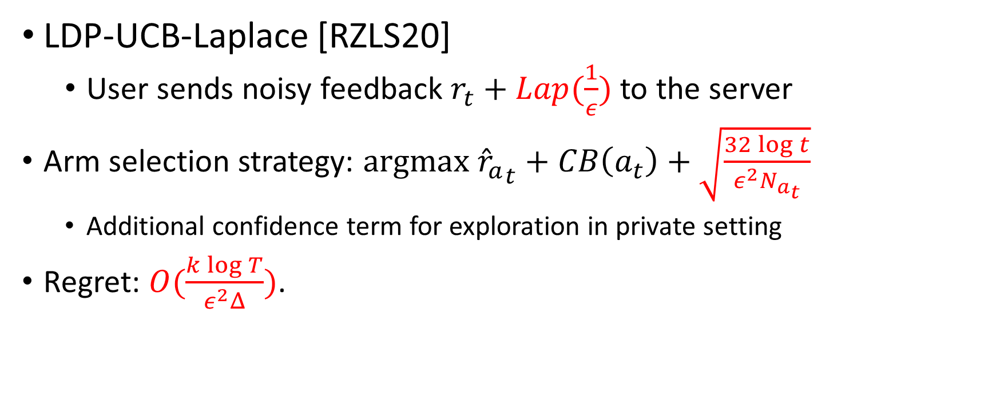 • LDP-UCB-Laplace [RZLS20]
• User sends noisy feedback $r_t + Lap(\frac{1}{\epsilon})$ to the server
• Arm selection strategy: $\operatorname{argmax} \hat{r}_{a_t} + CB(a_t) + \sqrt{\frac{32 \log t}{\epsilon^2 N_{a_t}}}$
• Additional confidence term for exploration in private setting
• Regret: $O(\frac{k \log T}{\epsilon^2 \Delta})$.